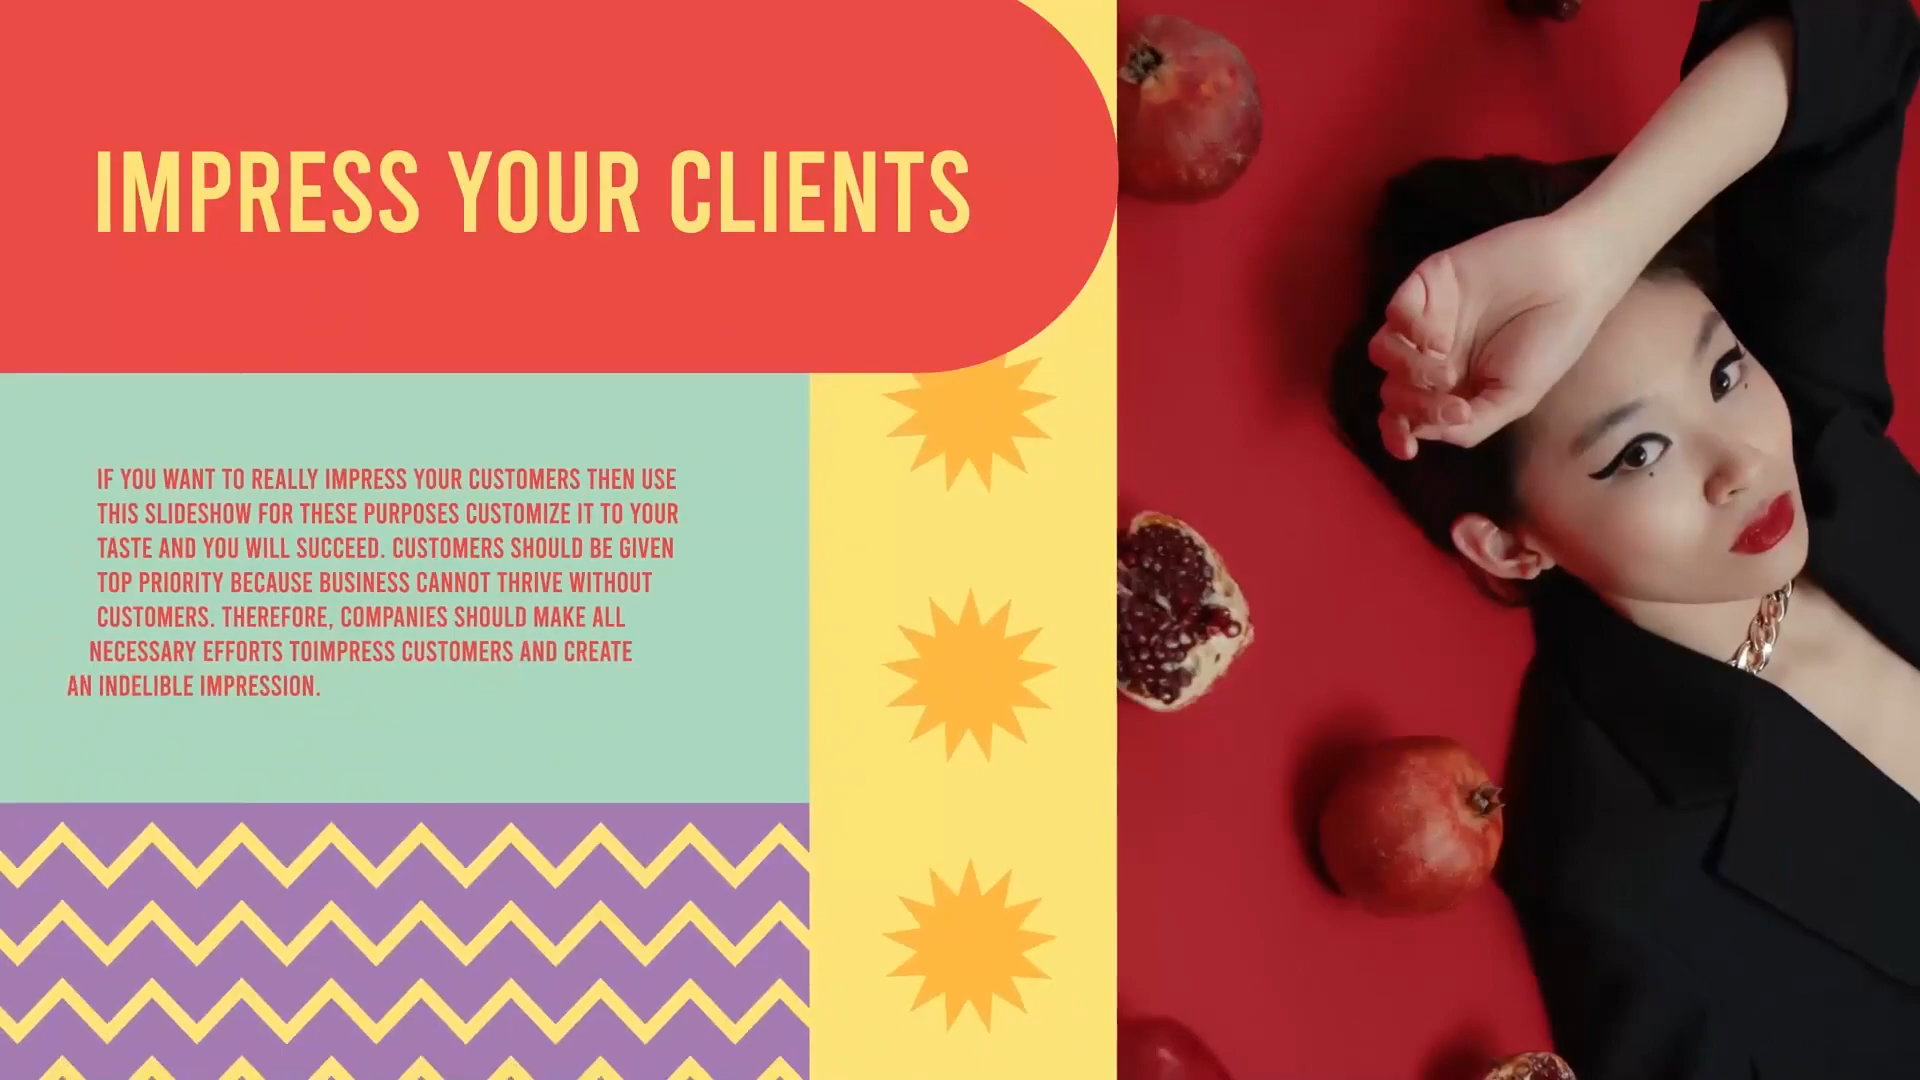 IMPRESS YOUR CLIENTS
IF YOU WANT TO REALLY IMPRESS YOUR CUSTOMERS THEN USE
THIS SLIDESHOW FOR THESE PURPOSES CUSTOMIZE IT TO YOUR
TASTE AND YOU WILL SUCCEED. CUSTOMERS SHOULD BE GIVEN
TOP PRIORITY BECAUSE BUSINESS CANNOT THRIVE WITHOUT
CUSTOMERS. THEREFORE, COMPANIES SHOULD MAKE ALL
NECESSARY EFFORTS TOIMPRESS CUSTOMERS AND CREATE
AN INDELIBLE IMPRESSION.